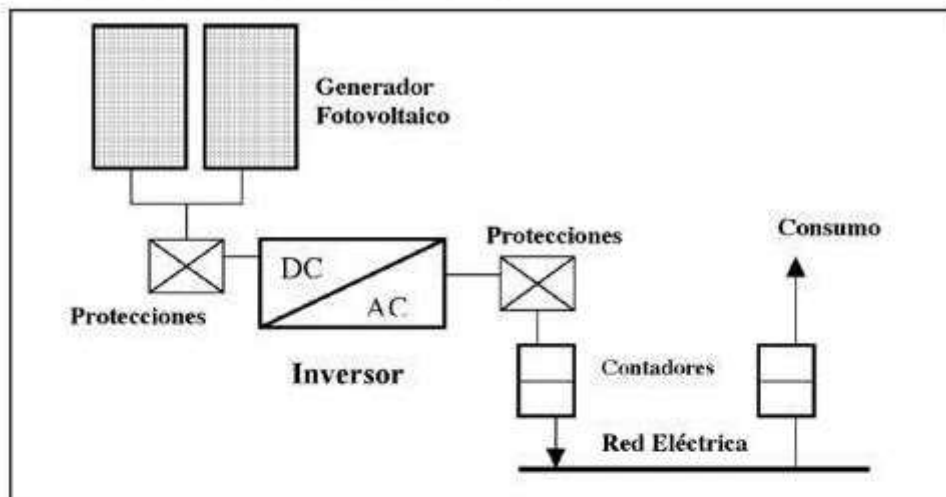 Generador
Fotovoltaico
Consumo
Protecciones
DC
AC
Protecciones
Inversor
Contadores
Red Eléctrica